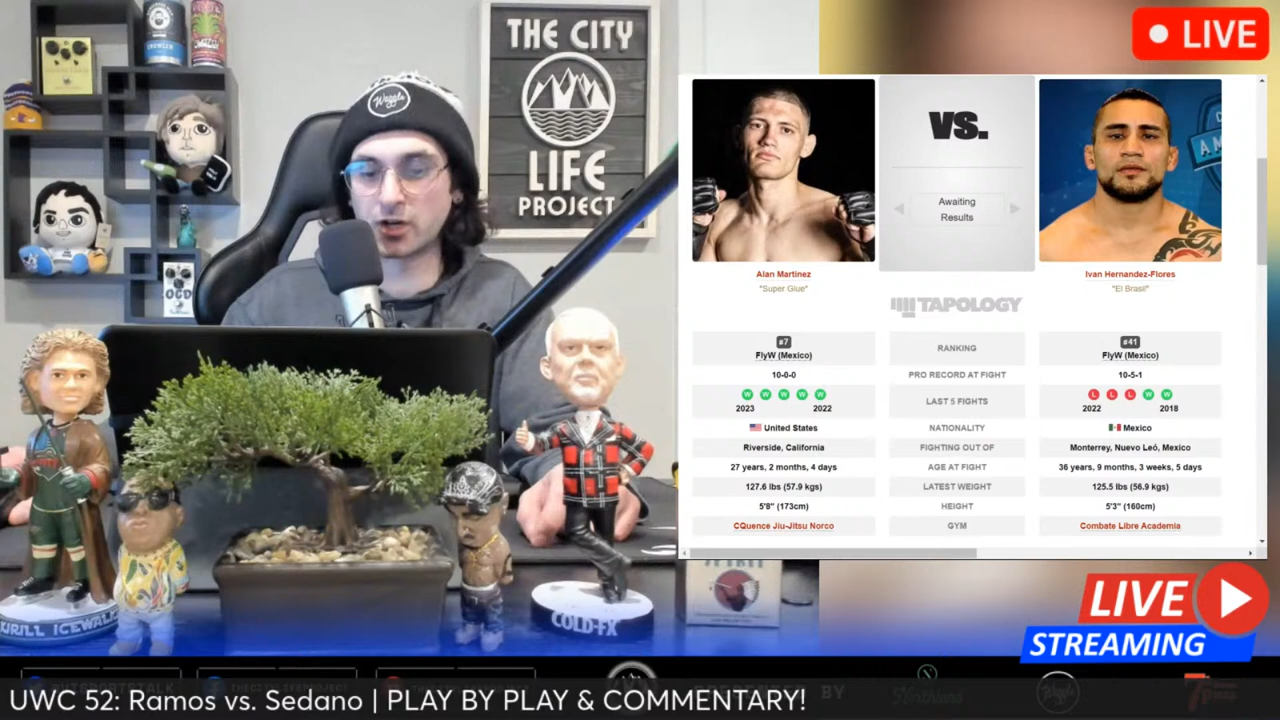 LIVE
THE CITY
LIFE
PROJECT
Weggle
OCD
VS.
Awaiting
Results
Alan Martinez
"Super Glue"
Ivan Hernandez-Flores
"El Brasil"
TAPOLOGY
#7
FlyW (Mexico)
RANKING
#41
FlyW (Mexico)
10-0-0
PRO RECORD AT FIGHT
10-5-1
W W W W W
2023 2022
LAST 5 FIGHTS
L L L W W
2022 2018
United States
NATIONALITY
Mexico
Riverside, California
FIGHTING OUT OF
Monterrey, Nuevo Leó, Mexico
27 years, 2 months, 4 days
AGE AT FIGHT
36 years, 9 months, 3 weeks, 5 days
127.6 lbs (57.9 kgs)
LATEST WEIGHT
125.5 lbs (56.9 kgs)
5'8" (173cm)
HEIGHT
5'3" (160cm)
CQuence Jiu-Jitsu Norco
GYM
Combate Libre Academia
COLD-FX
LIVE
STREAMING
BY
UWC 52: Ramos vs. Sedano | PLAY BY PLAY & COMMENTARY!